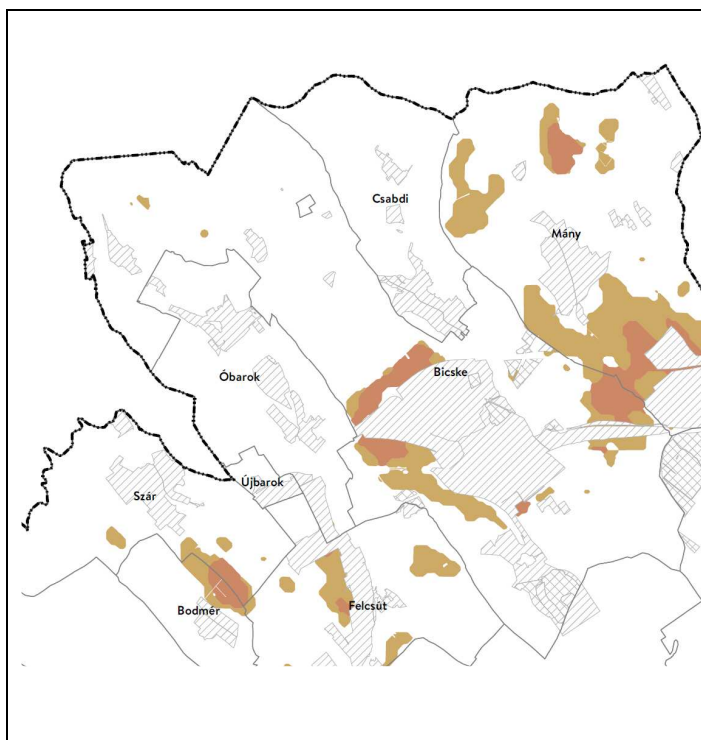 Csabdi
Mány
Óbarok
Bicske
Szár
Újbarok
Bodmér
Felcsút